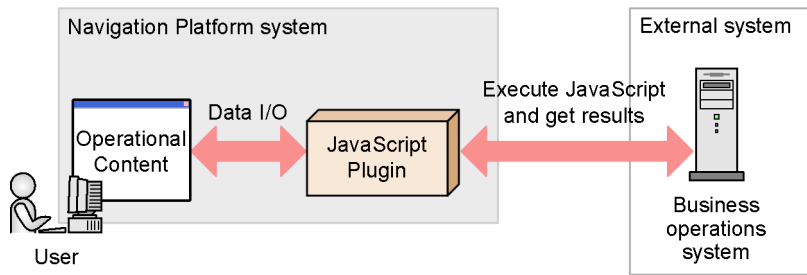 Navigation Platform system
External system
Execute JavaScript
and get results
Data I/O
Operational
Content
JavaScript
Plugin
Business
operations
system
User